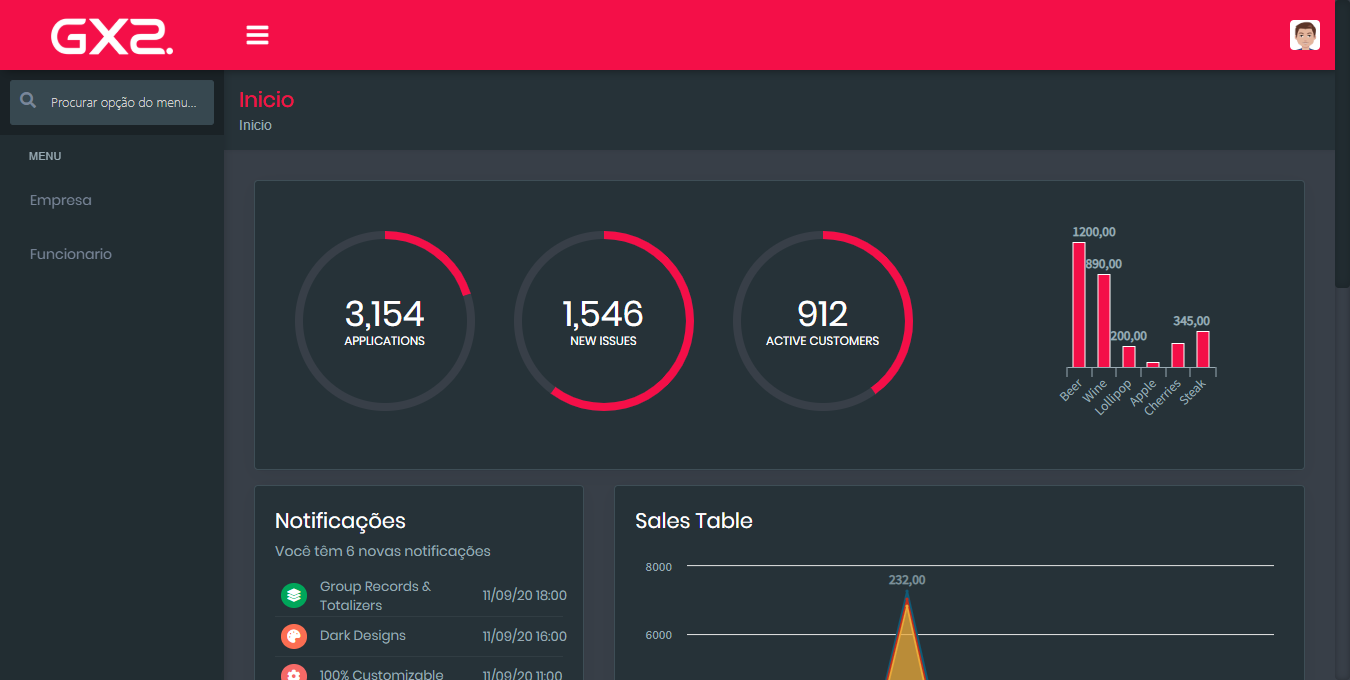 GX2.
Procurar opção do menu...
MENU
Empresa
Funcionario
Inicio
Inicio
3,154
APPLICATIONS
1,546
NEW ISSUES
912
ACTIVE CUSTOMERS
1200,00
890,00
200,00
345,00
Beer
Wine
Lollipop
Apple
Cherries
Steak
Notificações
Você têm 6 novas notificações
Group Records &
Totalizers
11/09/20 18:00
Dark Designs 11/09/20 16:00
100% Customizable 11/09/20 11:00
Sales Table
8000
232,00
6000